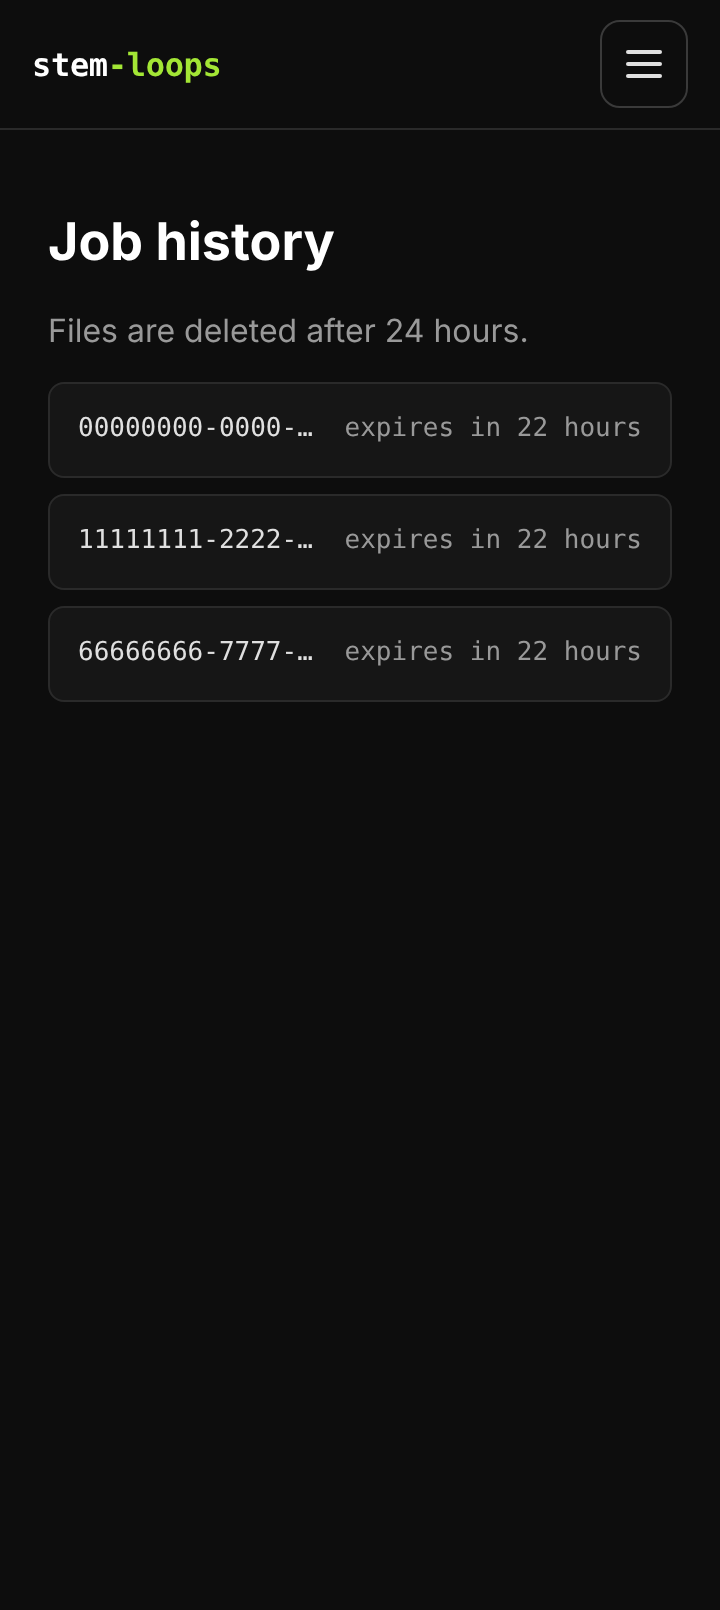 stem-loops
Job history
Files are deleted after 24 hours.
00000000-0000-… expires in 22 hours
11111111-2222-… expires in 22 hours
66666666-7777-… expires in 22 hours